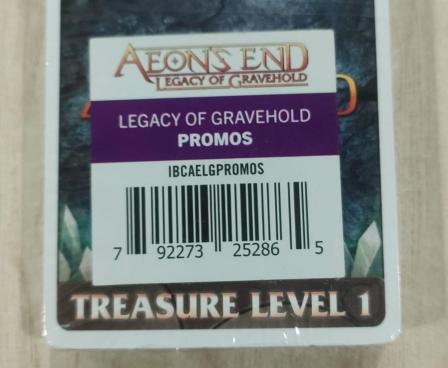 AEON'S END
LEGACY OF GRAVEHOLD
LEGACY OF GRAVEHOLD
PROMOS
IBCAELGPROMOS
7 92273 25286 5
TREASURE LEVEL 1